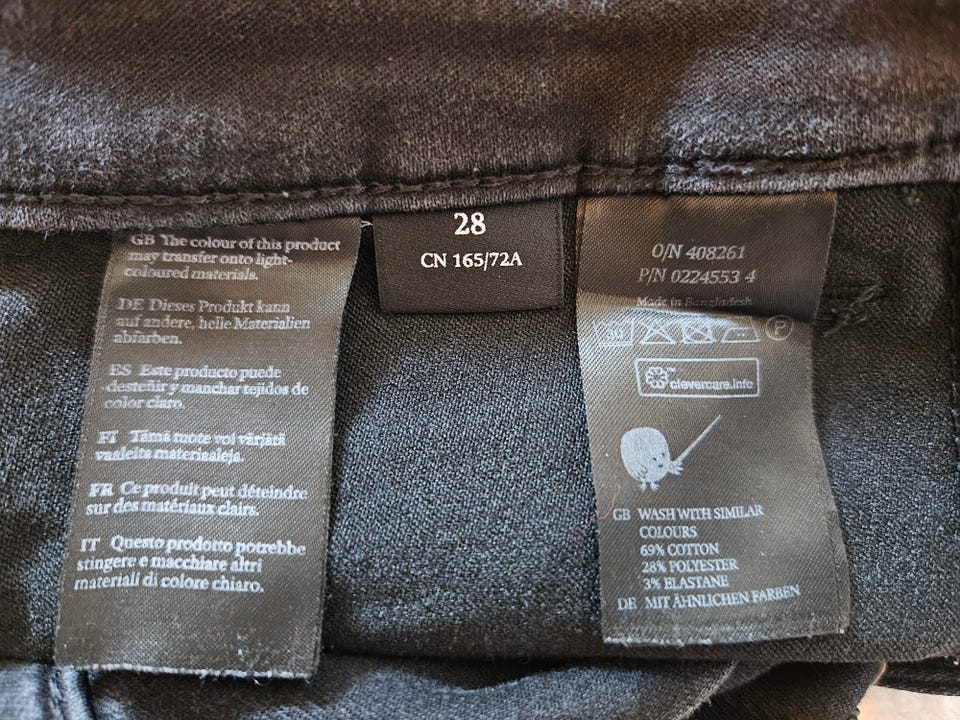 GB The colour of this product
may transfer onto light-
coloured materials.
DE Dieses Produkt kann
auf andere, helle Materialien
abfärben.
ES Este producto puede
desteñir y manchar tejidos de
color claro.
FI Tämä tuote voi värjätä
vaaleita materiaaleja.
FR Ce produit peut déteindre
sur des matériaux clairs.
IT Questo prodotto potrebbe
stingere e macchiare altri
materiali di colore chiaro.
28
CN 165/72A
O/N 408261
P/N 0224553 4
Made in Bangladesh
P
clevercare.info
GB WASH WITH SIMILAR
COLOURS
69% COTTON
28% POLYESTER
3% ELASTANE
DE MIT ÄHNLICHEN FARBEN